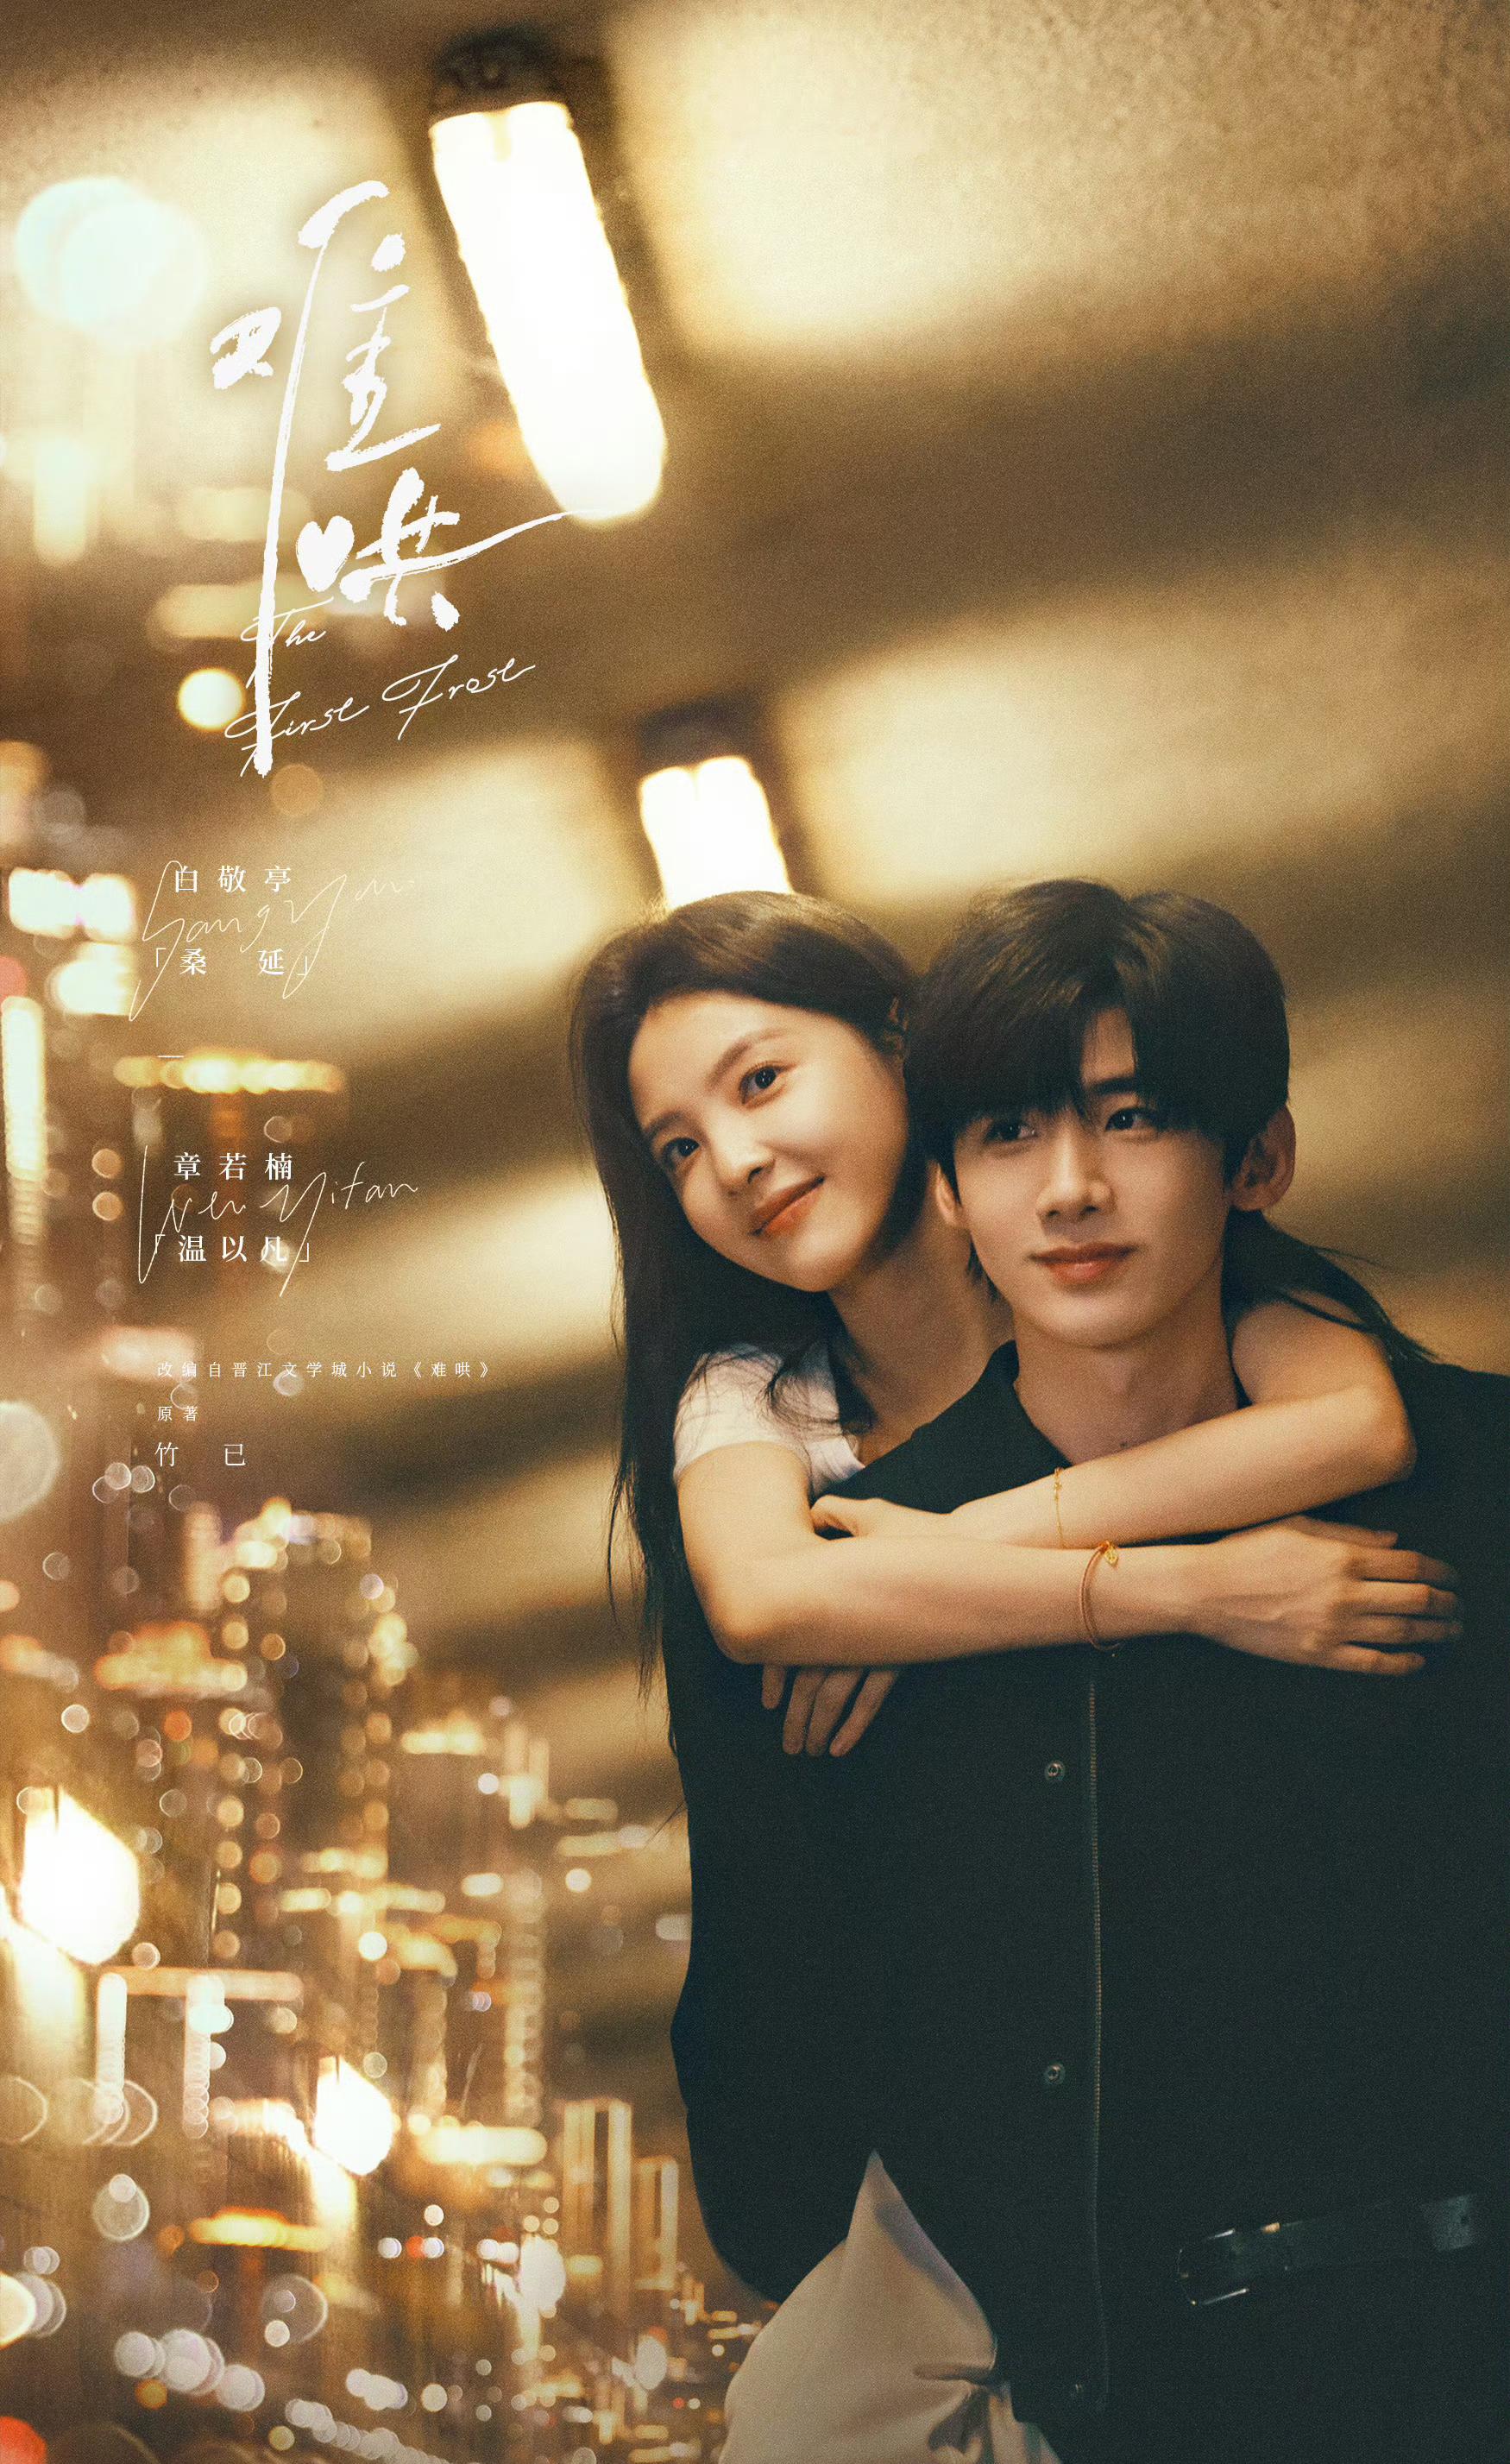 难哄
The
First Frost
白敬亭
Sang Yan
「桑 延」
章若楠
Wen Yifan
「温以凡」
改编自晋江文学城小说《难哄》
原著
竹 已